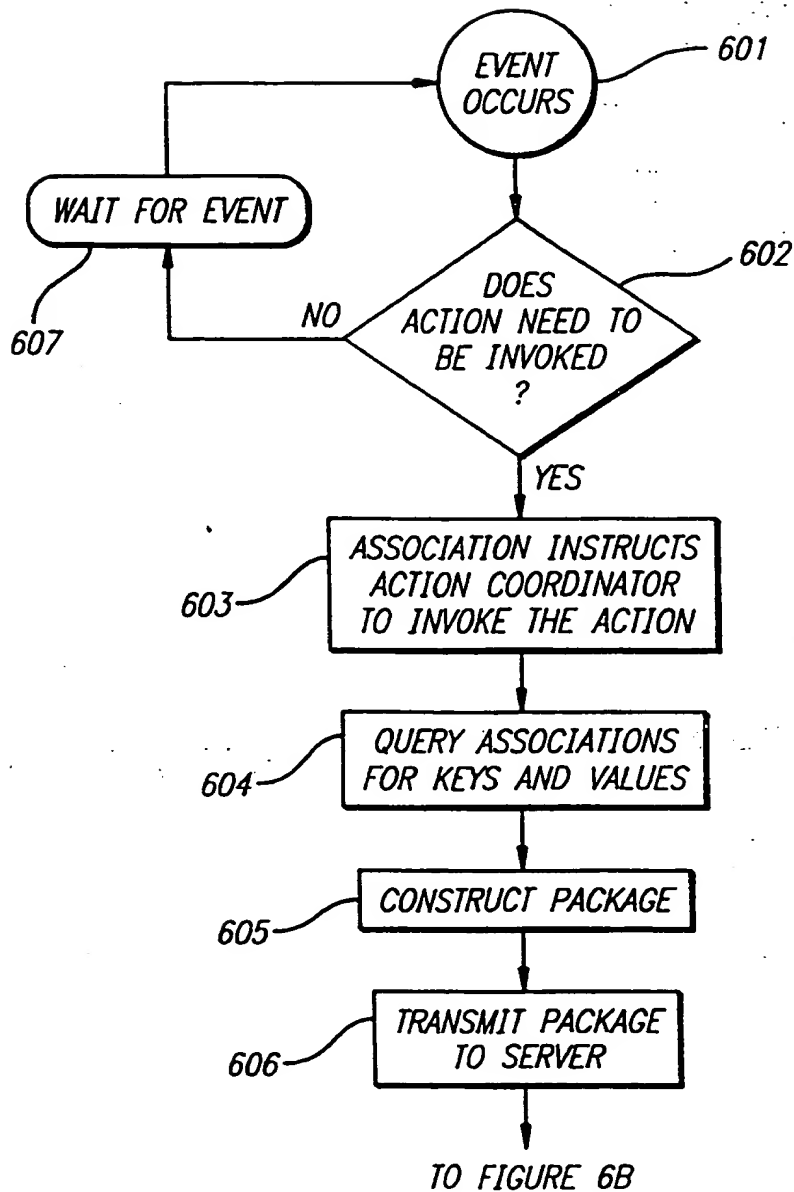 EVENT
OCCURS
601
WAIT FOR EVENT
607
DOES
ACTION NEED TO
BE INVOKED
?
602
NO
YES
ASSOCIATION INSTRUCTS
ACTION COORDINATOR
TO INVOKE THE ACTION
603
QUERY ASSOCIATIONS
FOR KEYS AND VALUES
604
CONSTRUCT PACKAGE
605
TRANSMIT PACKAGE
TO SERVER
606
TO FIGURE 6B